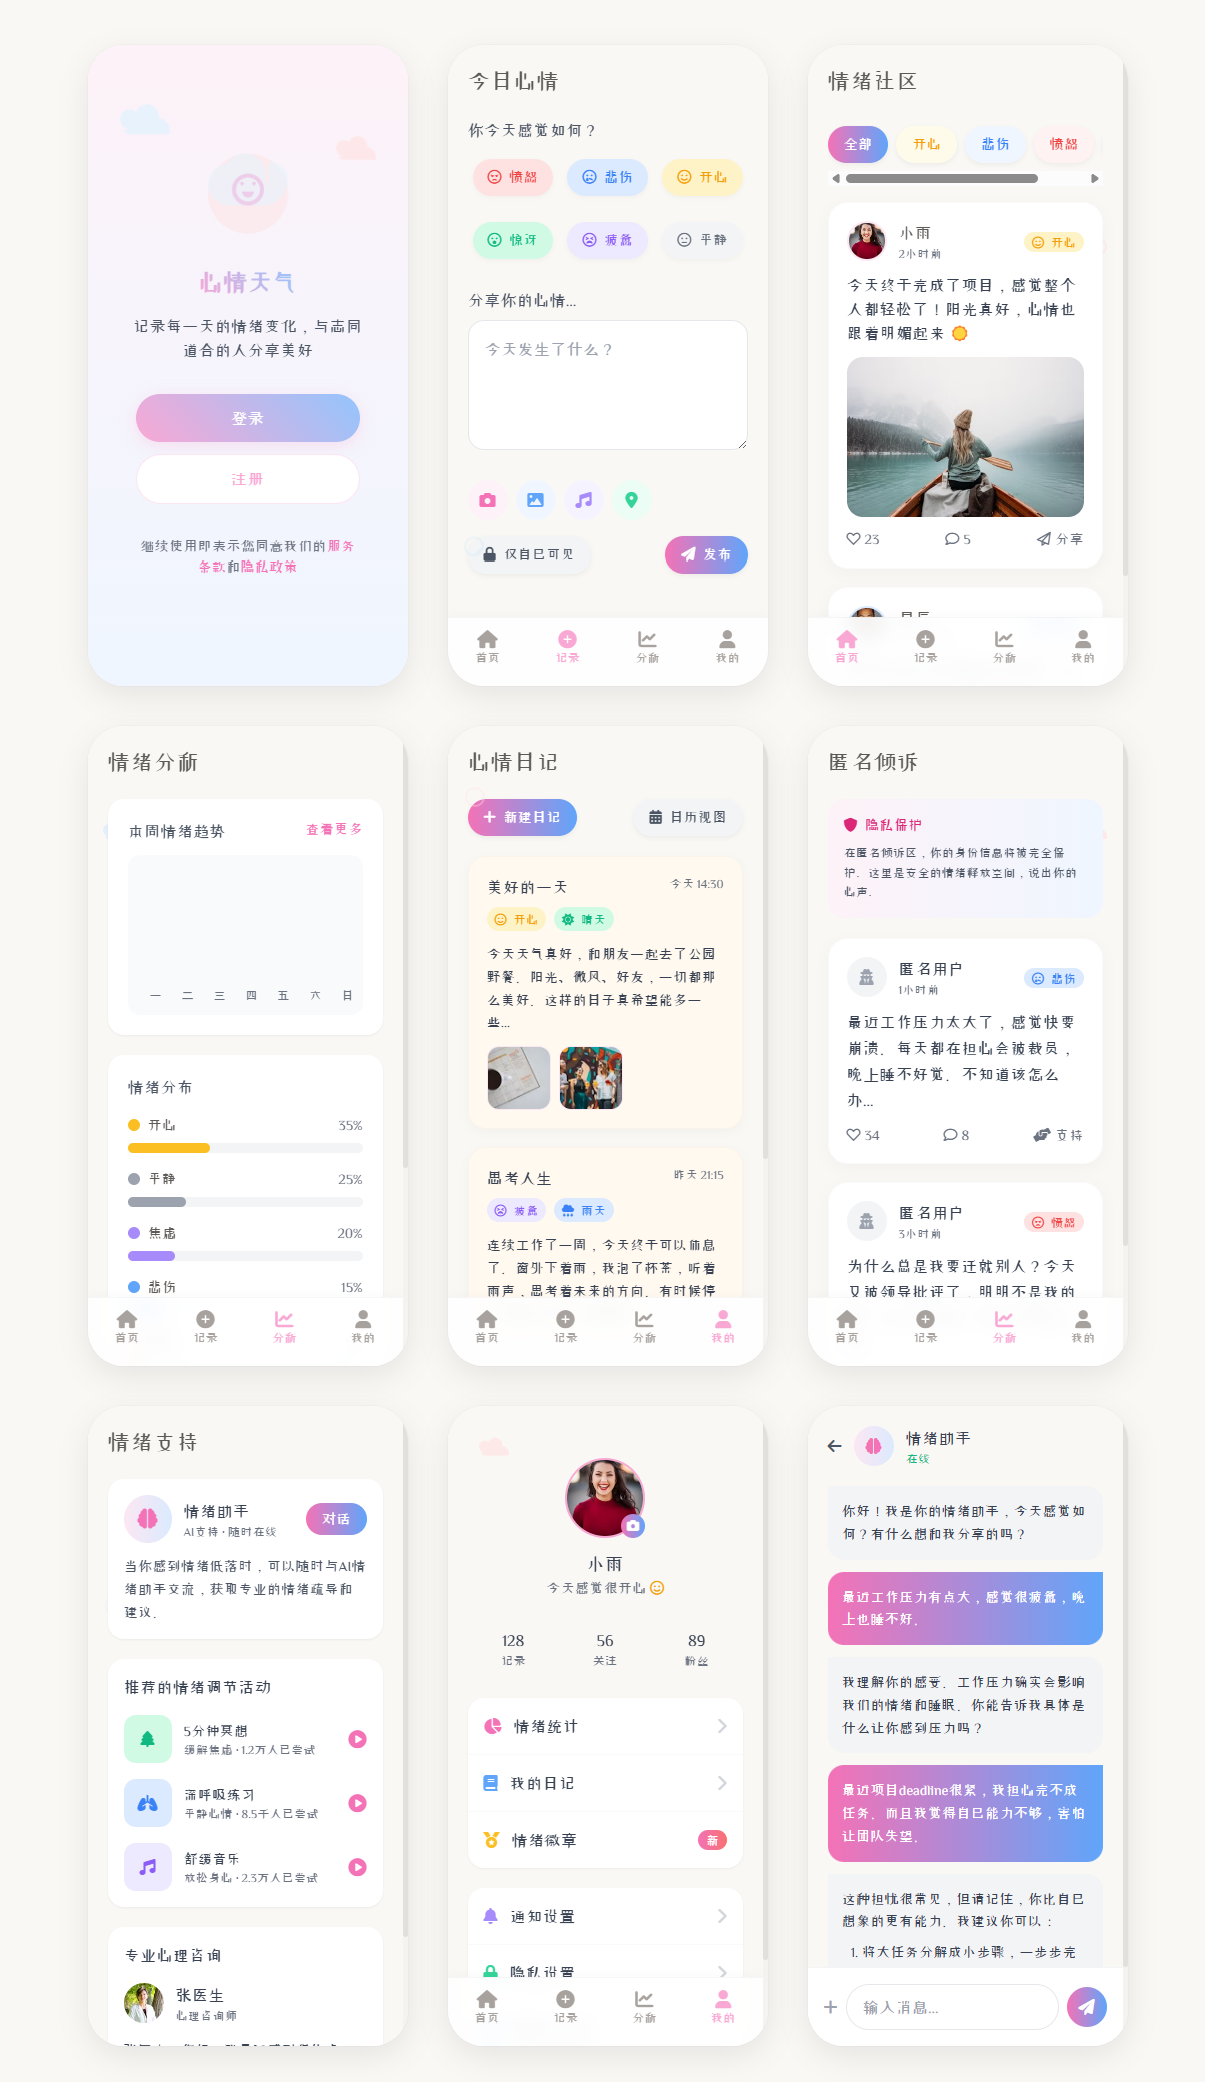 心情天气
记录每一天的情绪变化，与志同
道合的人分享美好
登录
注册
继续使用即表示您同意我们的服务
条款和隐私政策
今日心情
你今天感觉如何？
愤怒
悲伤
开心
惊讶
疲惫
平静
分享你的心情...
今天发生了什么？
仅自己可见
发布
首页
记录
分析
我的
情绪社区
全部
开心
悲伤
愤怒
小雨
2小时前
开心
今天终于完成了项目，感觉整个
人都轻松了！阳光真好，心情也
跟着明媚起来
23
5
分享
首页
记录
分析
我的
情绪分析
本周情绪趋势
查看更多
一
二
三
四
五
六
日
情绪分布
开心
35%
平静
25%
焦虑
20%
悲伤
15%
首页
记录
分析
我的
心情日记
新建日记
日历视图
美好的一天
今天 14:30
开心
晴天
今天天气真好，和朋友一起去了公园
野餐。阳光、微风、好友，一切都那
么美好。这样的日子真希望能多一
些...
思考人生
昨天 21:15
疲惫
雨天
连续工作了一周，今天终于可以休息
了。窗外下着雨，我泡了杯茶，听着
雨声，思考着未来的方向。有时候停
首页
记录
分析
我的
匿名倾诉
隐私保护
在匿名倾诉区，你的身份信息将被完全保
护。这里是安全的情绪释放空间，说出你的
心声。
匿名用户
1小时前
悲伤
最近工作压力太大了，感觉快要
崩溃。每天都在担心会被裁员，
晚上睡不好觉。不知道该怎么
办...
34
8
支持
匿名用户
3小时前
愤怒
为什么总是我要迁就别人？今天
又被领导批评了，明明不是我的
首页
记录
分析
我的
情绪支持
情绪助手
AI支持·随时在线
对话
当你感到情绪低落时，可以随时与AI情
绪助手交流，获取专业的情绪疏导和
建议。
推荐的情绪调节活动
5分钟冥想
缓解焦虑·1.2万人已尝试
深呼吸练习
平静心情·8.5千人已尝试
舒缓音乐
放松身心·2.3万人已尝试
专业心理咨询
张医生
心理咨询师
小雨
今天感觉很开心
128
记录
56
关注
89
粉丝
情绪统计
我的日记
情绪徽章
新
通知设置
隐私设置
首页
记录
分析
我的
情绪助手
在线
你好！我是你的情绪助手，今天感觉如
何？有什么想和我分享的吗？
最近工作压力有点大，感觉很疲惫，晚
上也睡不好。
我理解你的感受。工作压力确实会影响
我们的情绪和睡眠。你能告诉我具体是
什么让你感到压力吗？
最近项目deadline很紧，我担心完不成
任务。而且我觉得自己能力不够，害怕
让团队失望。
这种担忧很常见，但请记住，你比自己
想象的更有能力。我建议你可以：
1. 将大任务分解成小步骤，一步步完
输入消息...